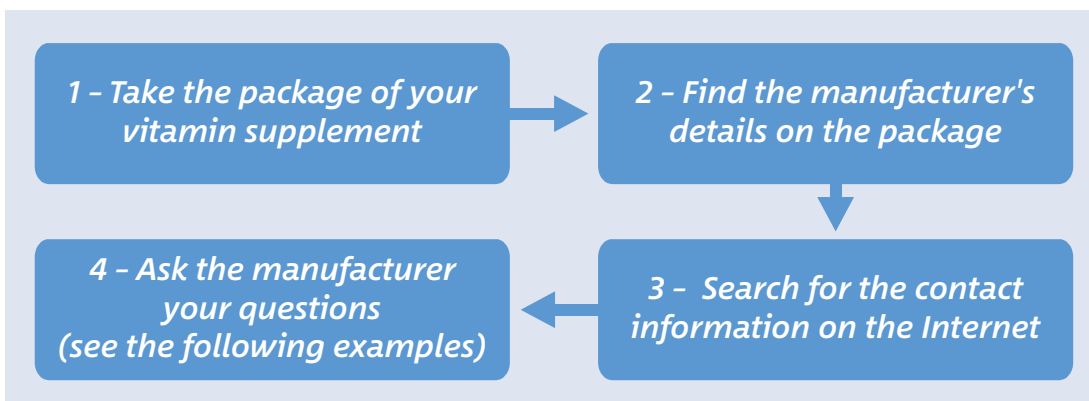 1 – Take the package of your
vitamin supplement
2 – Find the manufacturer's
details on the package
3 –  Search for the contact
information on the Internet
4 – Ask the manufacturer
your questions
(see the following examples)